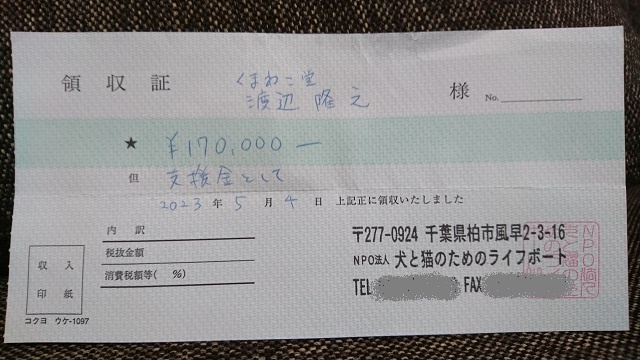 領収証
くまねこ堂
渡辺 隆之 様
No.
★ ¥170,000―
但 支援金として
2023年5月4日 上記正に領収いたしました
内訳
税抜金額
消費税額等( %)
収入
印紙
コクヨ ウケ-1097
〒277-0924 千葉県柏市風早2-3-16
NPO法人 犬と猫のためのライフボート
TEL FAX